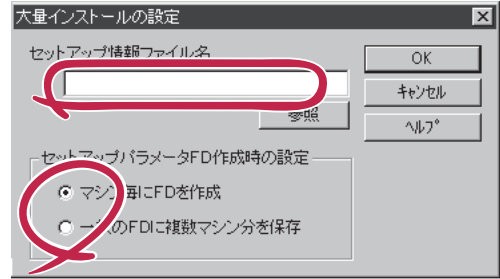 大量インストールの設定
セットアップ情報ファイル名
OK
キャンセル
参照
ヘルプ
セットアップパラメータFD作成時の設定
マシン毎にFDを作成
一枚のFDに複数マシン分を保存